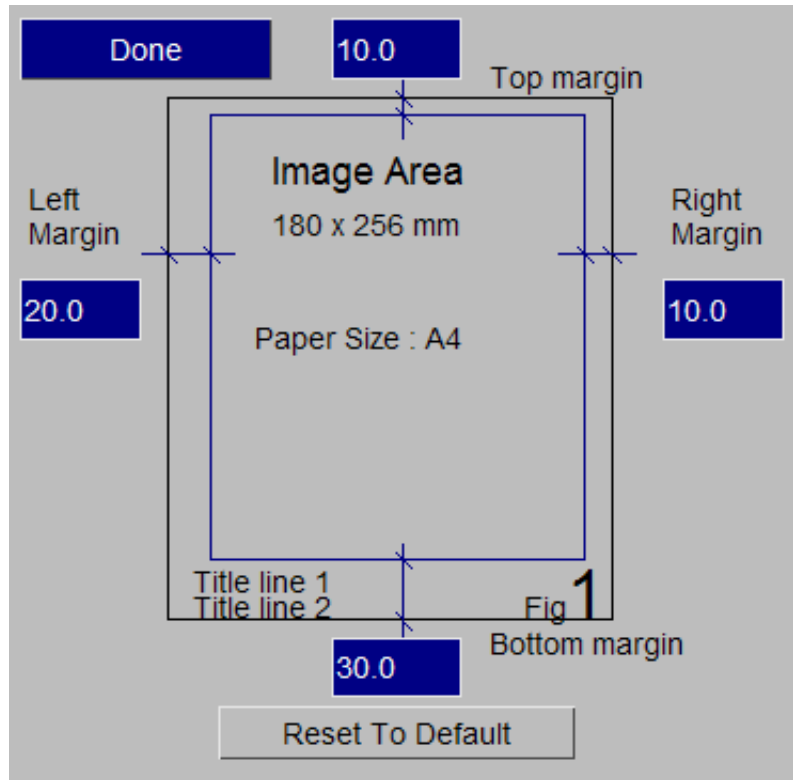 Done
10.0
Top margin
Image Area
180 x 256 mm
Left
Margin
Right
Margin
20.0
10.0
Paper Size : A4
Title line 1
Title line 2
Fig 1
Bottom margin
30.0
Reset To Default